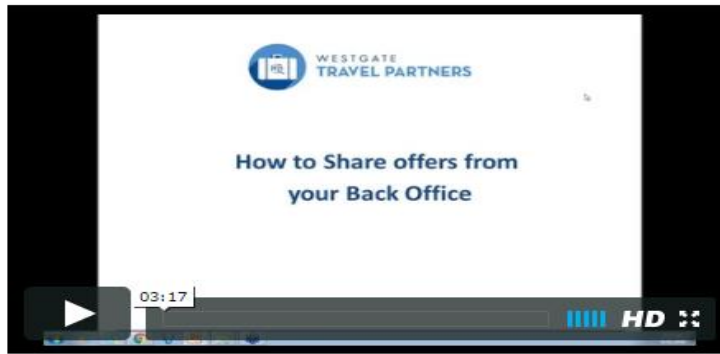 WESTGATE
TRAVEL PARTNERS
How to Share offers from
your Back Office
03:17
HD